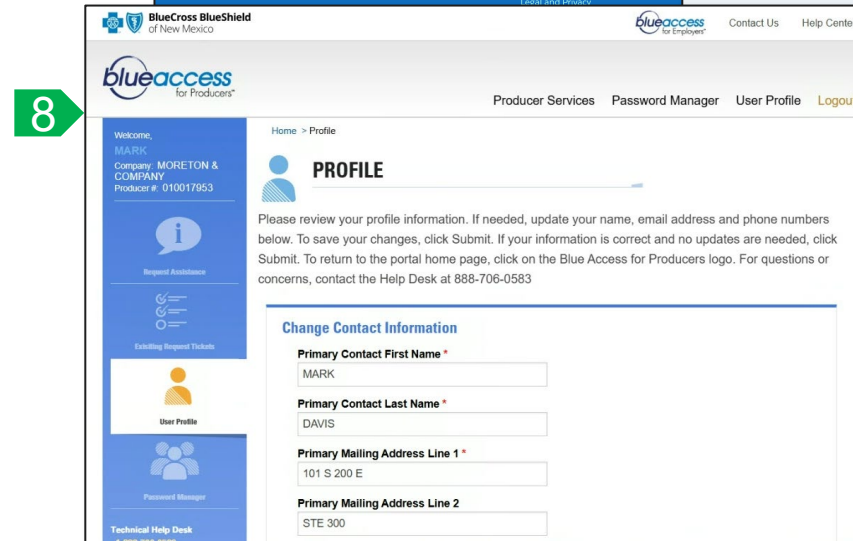 Legal and Privacy
BlueCross BlueShield
of New Mexico
blueaccess
for Employers
Contact Us
Help Cente
8
blueaccess
for Producers
Producer Services
Password Manager
User Profile
Logout
Welcome,
MARK
Company: MORETON &
COMPANY
Producer #: 010017953
Request Assistance
Existing Request Tickets
User Profile
Password Manager
Technical Help Desk
Home > Profile
PROFILE
Please review your profile information. If needed, update your name, email address and phone numbers
below. To save your changes, click Submit. If your information is correct and no updates are needed, click
Submit. To return to the portal home page, click on the Blue Access for Producers logo. For questions or
concerns, contact the Help Desk at 888-706-0583
Change Contact Information
Primary Contact First Name *
MARK
Primary Contact Last Name *
DAVIS
Primary Mailing Address Line 1 *
101 S 200 E
Primary Mailing Address Line 2
STE 300